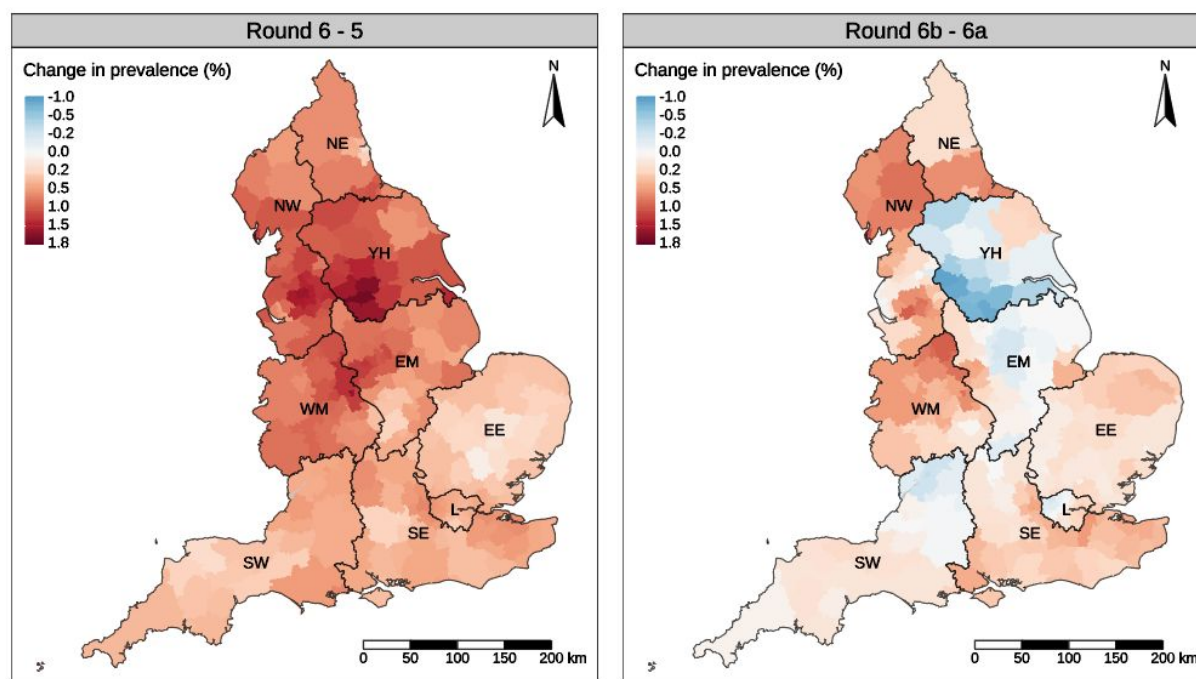 Round 6 - 5
Change in prevalence (%)
-1.0
-0.5
-0.2
0.0
0.2
0.5
1.0
1.5
1.8
N
NE
NW
YH
EM
WM
EE
L
SE
SW
0 50 100 150 200 km
Round 6b - 6a
Change in prevalence (%)
-1.0
-0.5
-0.2
0.0
0.2
0.5
1.0
1.5
1.8
N
NE
NW
YH
EM
WM
EE
L
SE
SW
0 50 100 150 200 km